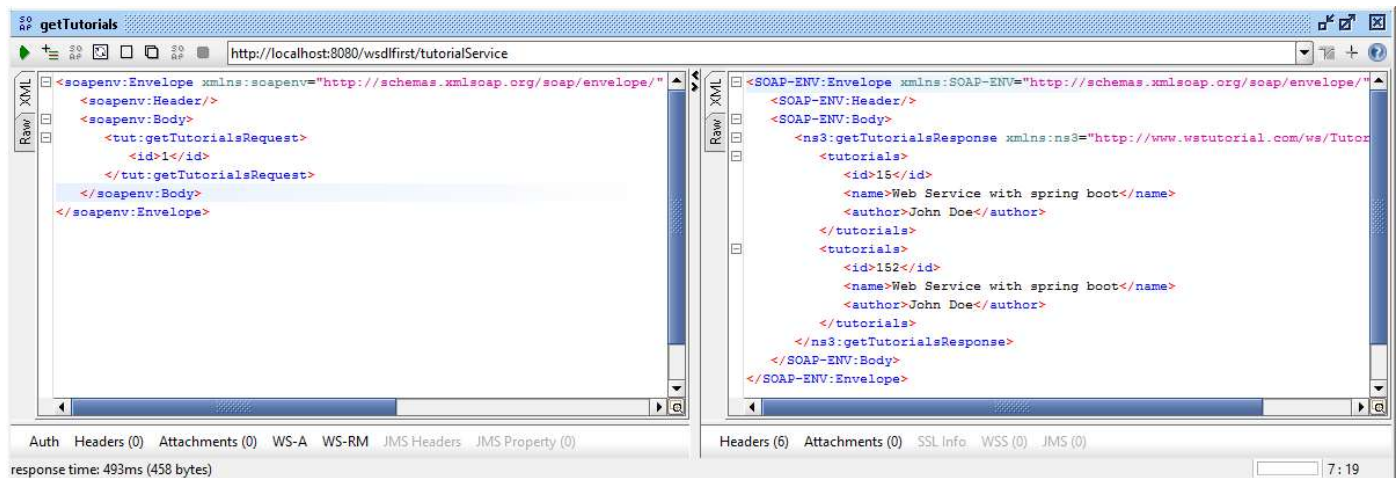 SO AP getTutorials
SO AP SO AP http://localhost:8080/wsdlfirst/tutorialService
XML
Raw
<soapenv:Envelope xmlns:soapenv="http://schemas.xmlsoap.org/soap/envelope/"
<soapenv:Header/>
<soapenv:Body>
<tut:getTutorialsRequest>
<id>1</id>
</tut:getTutorialsRequest>
</soapenv:Body>
</soapenv:Envelope>
XML
Raw
<SOAP-ENV:Envelope xmlns:SOAP-ENV="http://schemas.xmlsoap.org/soap/envelope/"
<SOAP-ENV:Header/>
<SOAP-ENV:Body>
<ns3:getTutorialsResponse xmlns:ns3="http://www.wstutorial.com/ws/Tutor
<tutorials>
<id>15</id>
<name>Web Service with spring boot</name>
<author>John Doe</author>
</tutorials>
<tutorials>
<id>152</id>
<name>Web Service with spring boot</name>
<author>John Doe</author>
</tutorials>
</ns3:getTutorialsResponse>
</SOAP-ENV:Body>
</SOAP-ENV:Envelope>
Auth Headers (0) Attachments (0) WS-A WS-RM JMS Headers JMS Property (0)
Headers (6) Attachments (0) SSL Info WSS (0) JMS (0)
response time: 493ms (458 bytes)
7 : 19